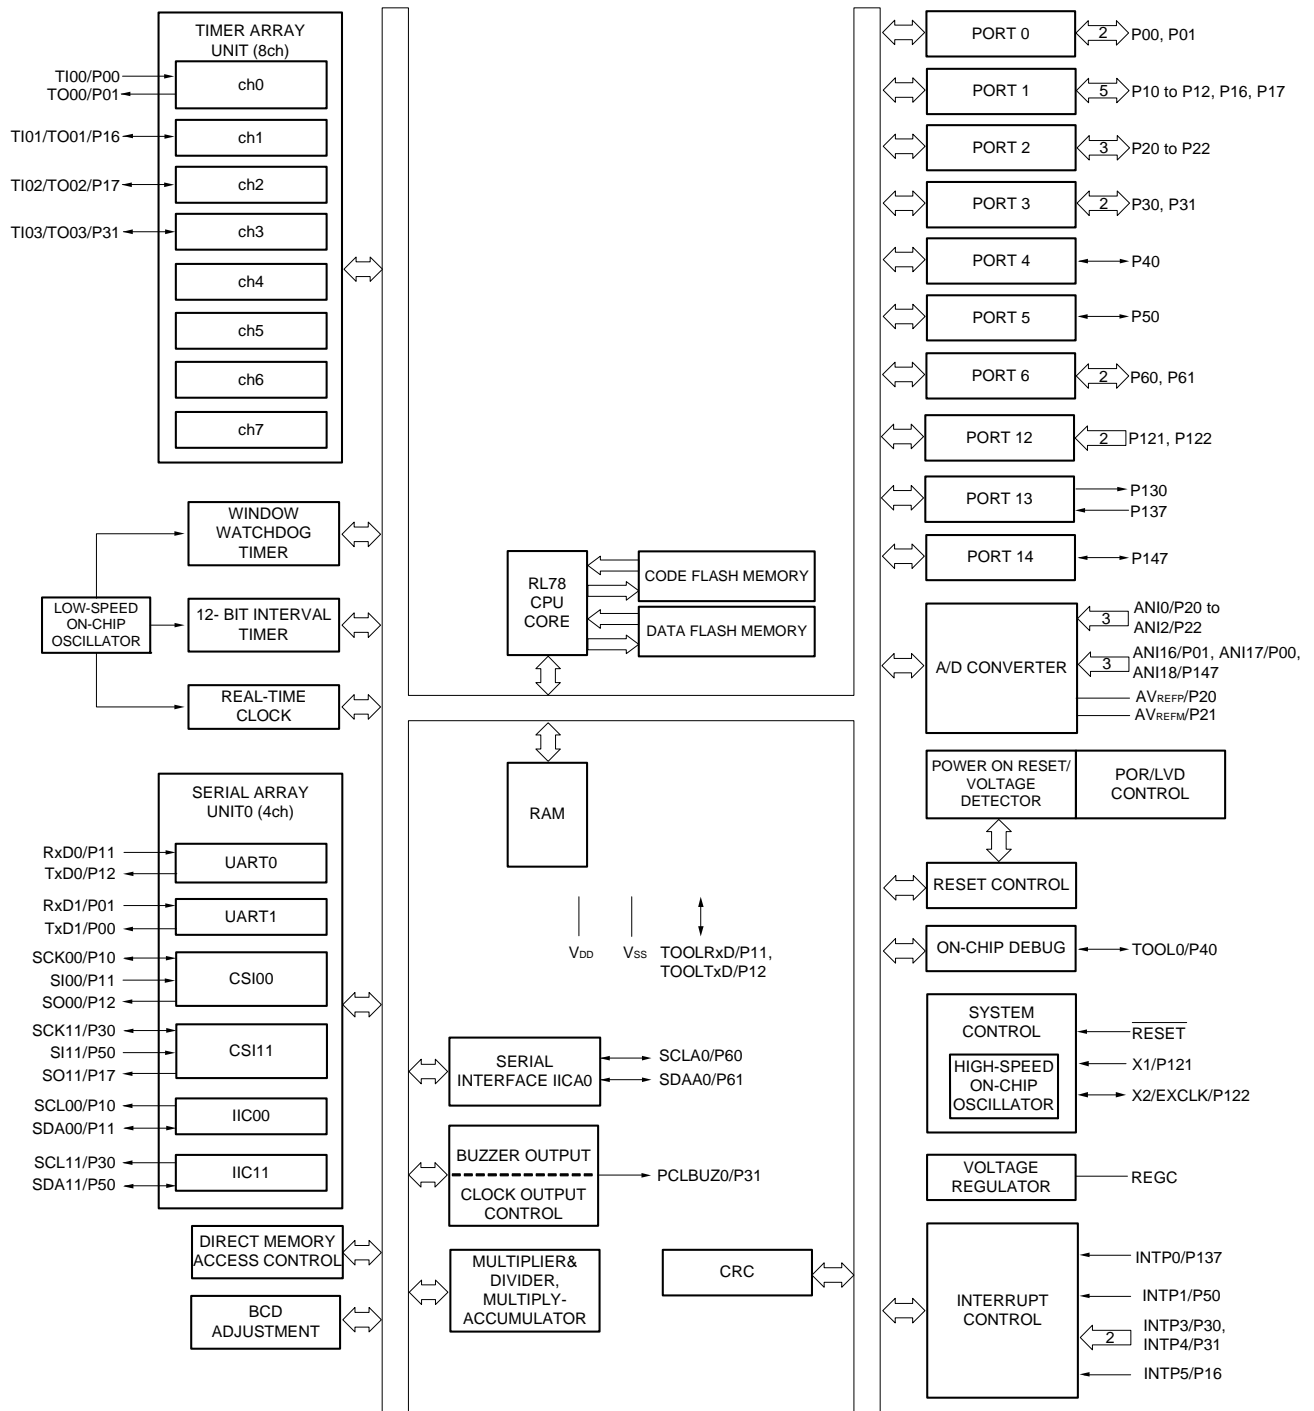 TIMER ARRAY
UNIT (8ch)
TI00/P00
TO00/P01
ch0
TI01/TO01/P16
ch1
TI02/TO02/P17
ch2
TI03/TO03/P31
ch3
ch4
ch5
ch6
ch7
WINDOW
WATCHDOG
TIMER
LOW-SPEED
ON-CHIP
OSCILLATOR
12- BIT INTERVAL
TIMER
REAL-TIME
CLOCK
SERIAL ARRAY
UNIT0 (4ch)
RxD0/P11
TxD0/P12
UART0
RxD1/P01
TxD1/P00
UART1
SCK00/P10
SI00/P11
SO00/P12
CSI00
SCK11/P30
SI11/P50
SO11/P17
CSI11
SCL00/P10
SDA00/P11
IIC00
SCL11/P30
SDA11/P50
IIC11
DIRECT MEMORY
ACCESS CONTROL
BCD
ADJUSTMENT
RL78
CPU
CORE
CODE FLASH MEMORY
DATA FLASH MEMORY
RAM
VDD
VSS
TOOLRxD/P11,
TOOLTxD/P12
SERIAL
INTERFACE IICA0
SCLA0/P60
SDAA0/P61
BUZZER OUTPUT
CLOCK OUTPUT
CONTROL
PCLBUZ0/P31
MULTIPLIER&
DIVIDER,
MULTIPLY-
ACCUMULATOR
CRC
PORT 0
2
P00, P01
PORT 1
5
P10 to P12, P16, P17
PORT 2
3
P20 to P22
PORT 3
2
P30, P31
PORT 4
P40
PORT 5
P50
PORT 6
2
P60, P61
PORT 12
2
P121, P122
PORT 13
P130
P137
PORT 14
P147
A/D CONVERTER
3
ANI0/P20 to
ANI2/P22
3
ANI16/P01, ANI17/P00,
ANI18/P147
AVREFP/P20
AVREFM/P21
POWER ON RESET/
VOLTAGE
DETECTOR
POR/LVD
CONTROL
RESET CONTROL
ON-CHIP DEBUG
TOOL0/P40
SYSTEM
CONTROL
HIGH-SPEED
ON-CHIP
OSCILLATOR
RESET
X1/P121
X2/EXCLK/P122
VOLTAGE
REGULATOR
REGC
INTERRUPT
CONTROL
INTP0/P137
INTP1/P50
2
INTP3/P30,
INTP4/P31
INTP5/P16